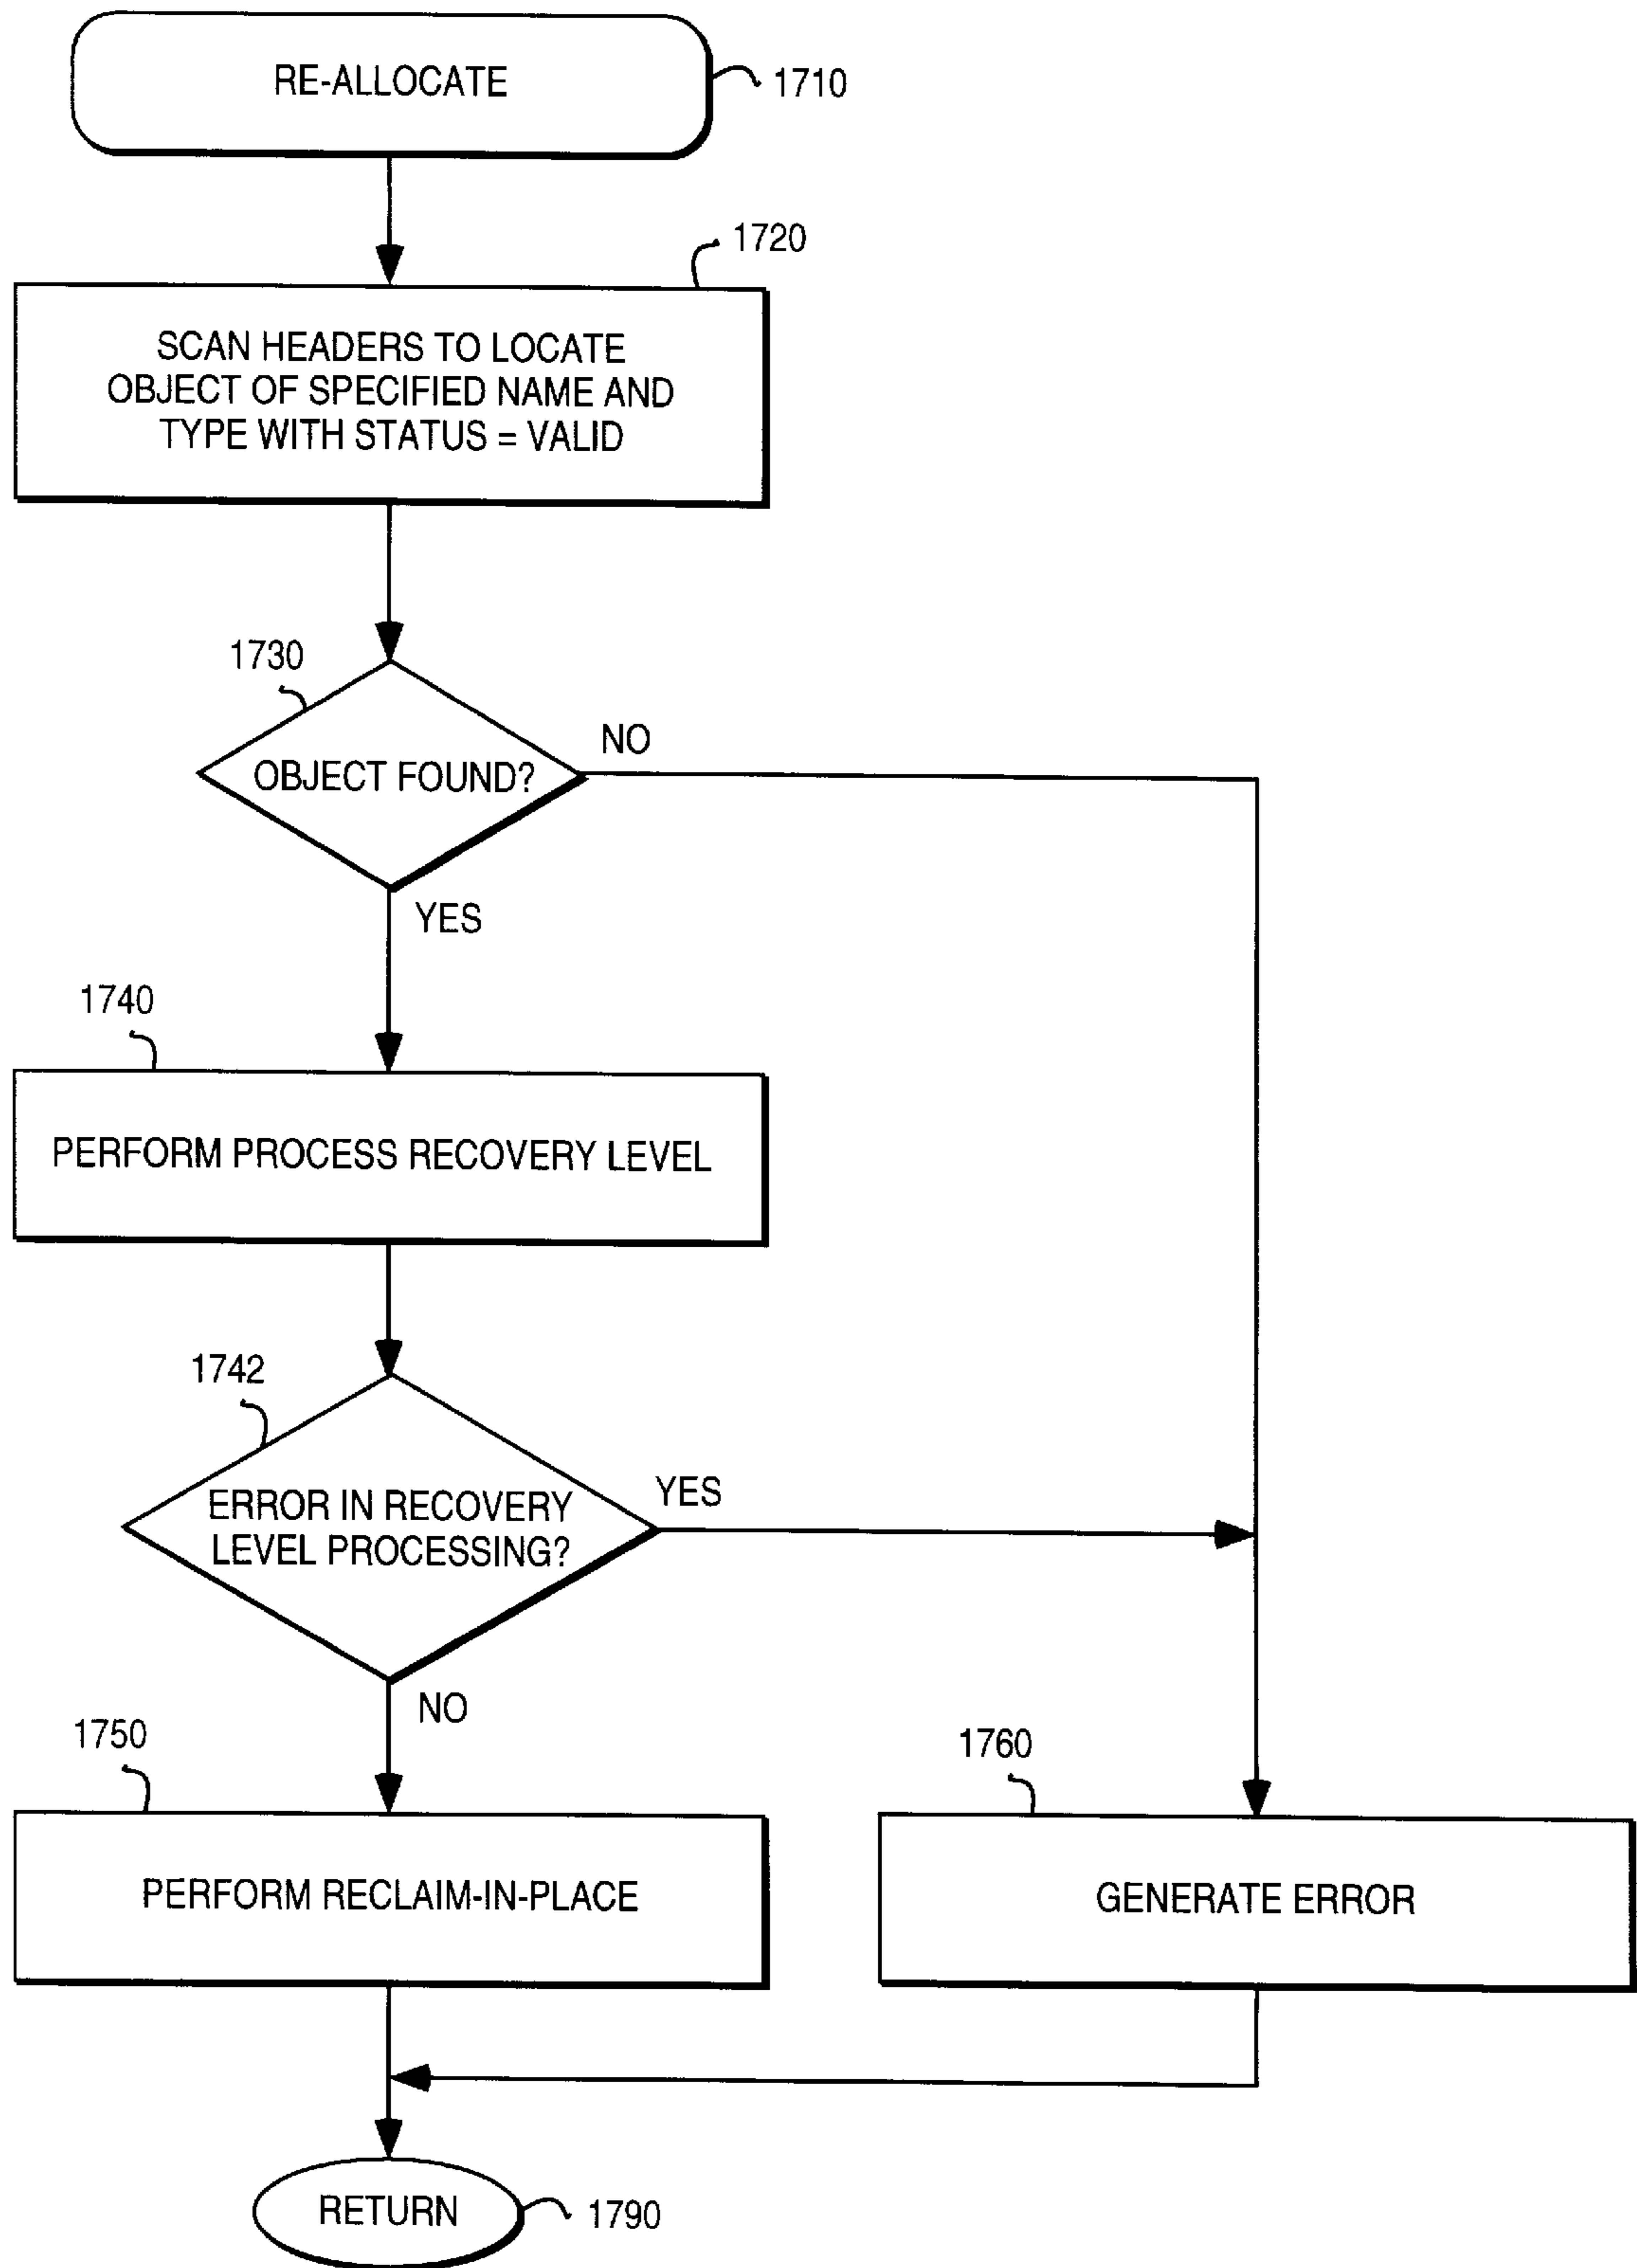 RE-ALLOCATE
1710
1720
SCAN HEADERS TO LOCATE
OBJECT OF SPECIFIED NAME AND
TYPE WITH STATUS = VALID
1730
OBJECT FOUND?
NO
YES
1740
PERFORM PROCESS RECOVERY LEVEL
1742
ERROR IN RECOVERY
LEVEL PROCESSING?
YES
NO
1750
PERFORM RECLAIM-IN-PLACE
1760
GENERATE ERROR
RETURN
1790